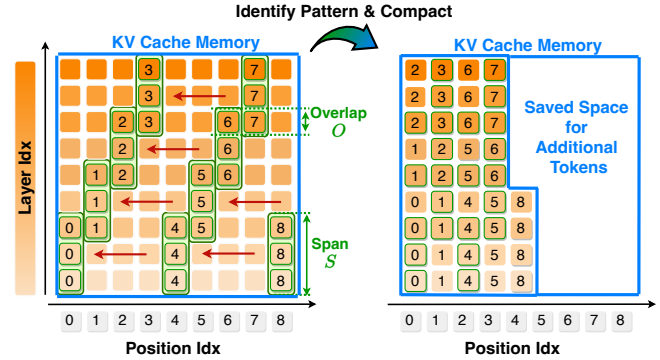 Identify Pattern & Compact
KV Cache Memory
3 7
3 7
2 3 6 7
2 6
1 2 5 6
1 5
0 1 4 5 8
0 4 8
0 4 8
Overlap
O
Span
S
Layer Idx
0 1 2 3 4 5 6 7 8
Position Idx
KV Cache Memory
2 3 6 7
2 3 6 7
2 3 6 7
1 2 5 6
1 2 5 6
0 1 4 5 8
0 1 4 5 8
0 1 4 5 8
0 1 4 5 8
Saved Space
for
Additional
Tokens
0 1 2 3 4 5 6 7 8
Position Idx